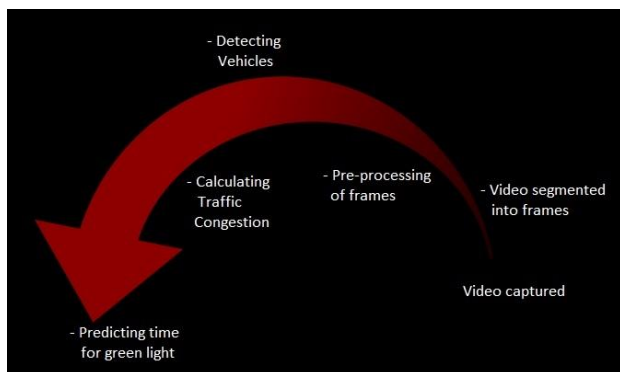 - Detecting
Vehicles
- Calculating
Traffic
Congestion
- Pre-processing
of frames
- Video segmented
into frames
Video captured
- Predicting time
for green light